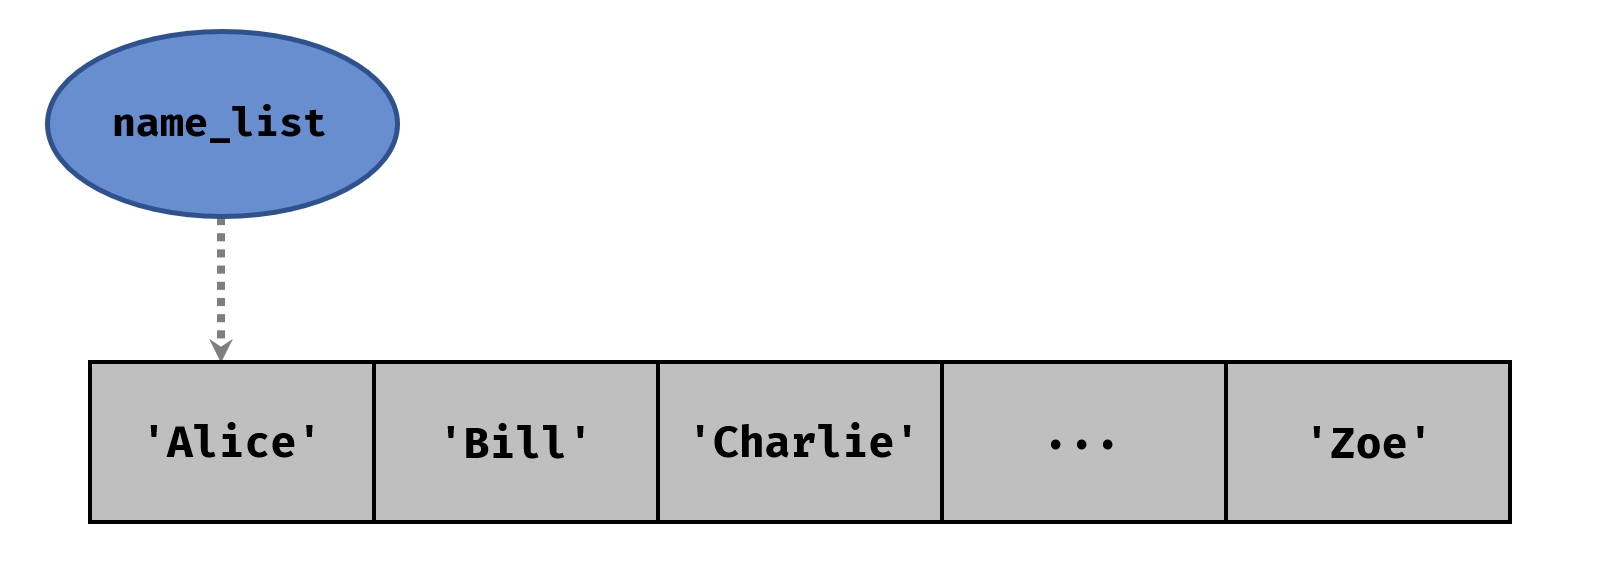 name_list
'Alice' 'Bill' 'Charlie' ... 'Zoe'